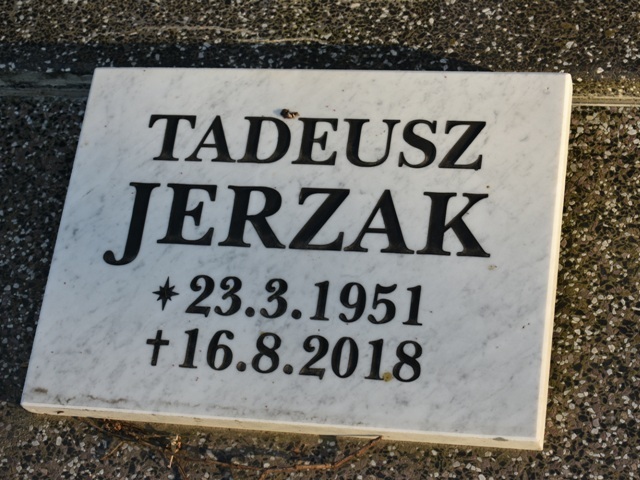 TADEUSZ
JERZAK
✴23.3.1951
✝16.8.2018